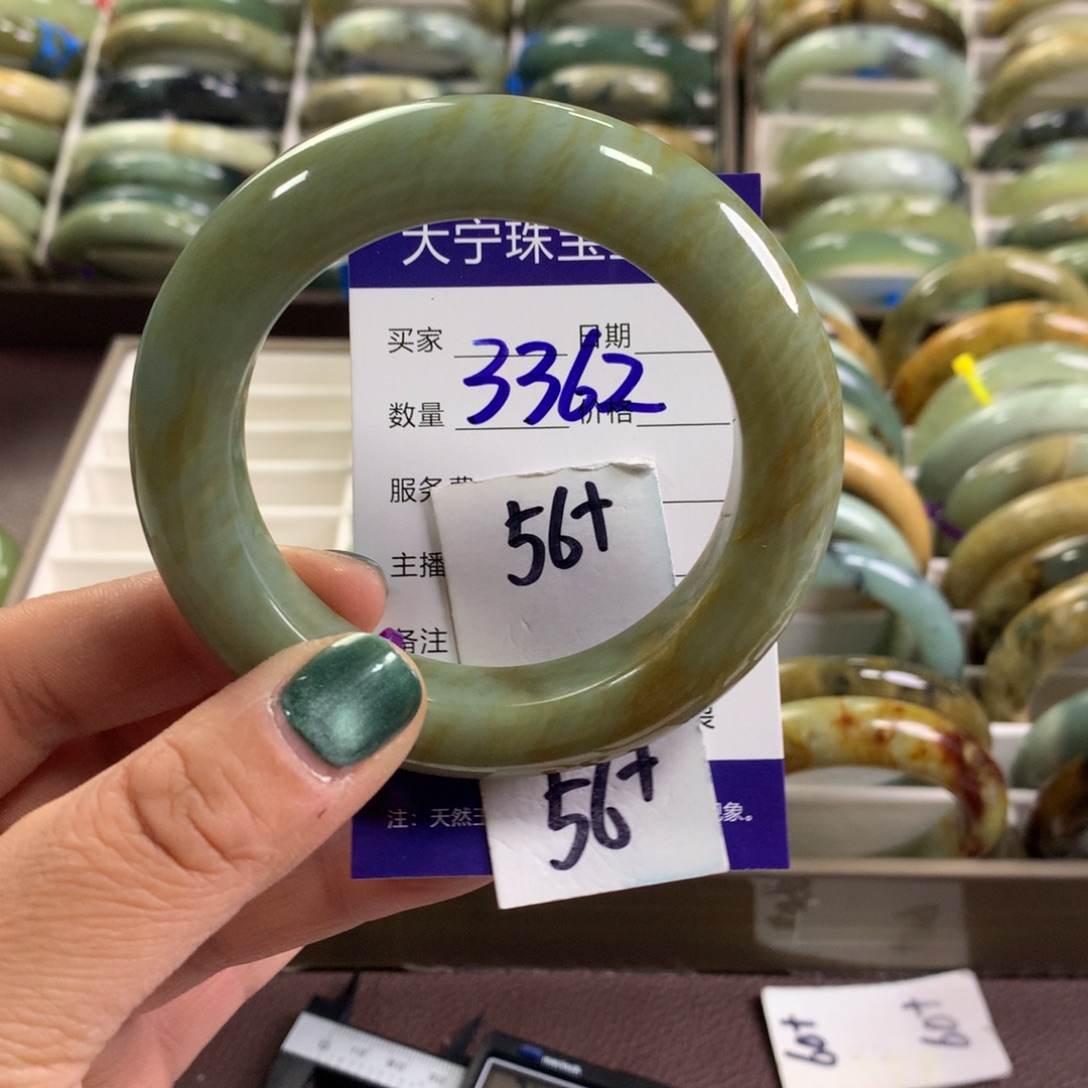 大宁珠宝
买家 日期
3362
数量 价格
服务费
56+
主播
备注
56+
注：天然 现象。
60+ 60+